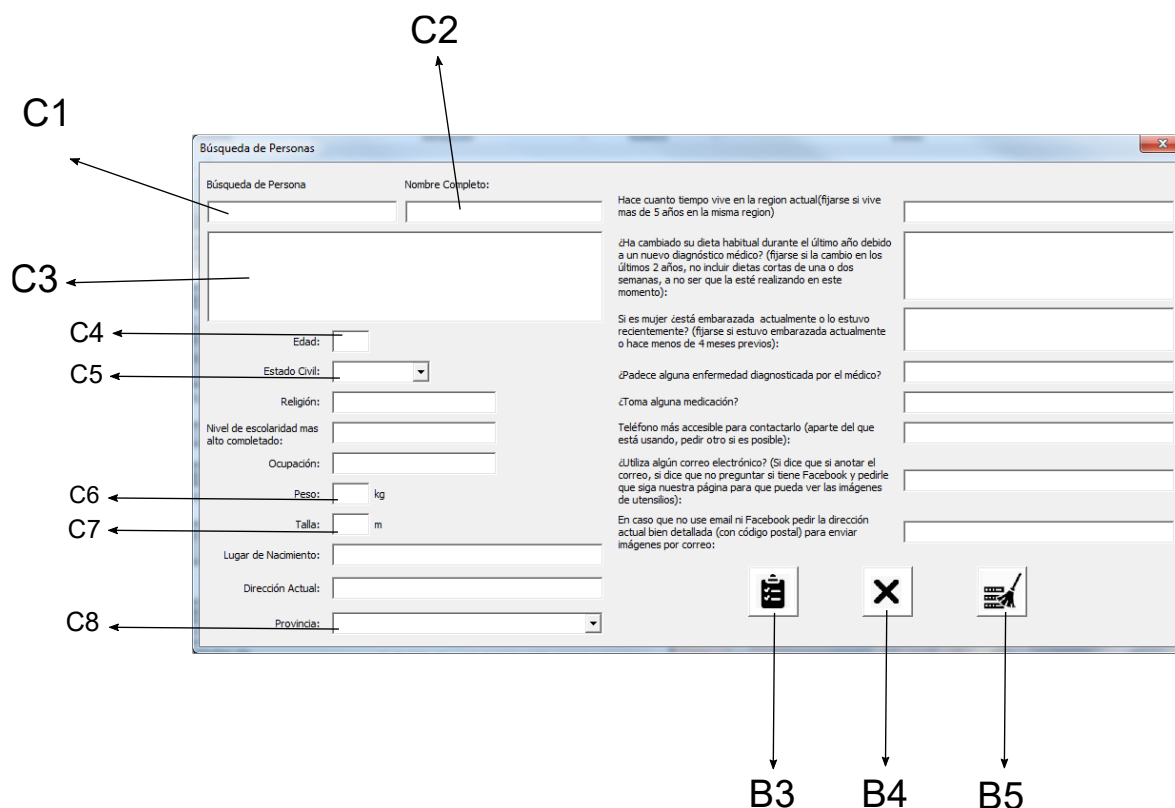 C2
C1
Búsqueda de Personas
Búsqueda de Persona
Nombre Completo:
C3
C4
Edad:
C5
Estado Civil:
Religión:
Nivel de escolaridad mas
alto completado:
Ocupación:
C6
Peso:
kg
C7
Talla:
m
Lugar de Nacimiento:
Dirección Actual:
C8
Provincia:
Hace cuanto tiempo vive en la region actual(fijarse si vive
mas de 5 años en la misma region)
¿Ha cambiado su dieta habitual durante el último año debido
a un nuevo diagnóstico médico? (fijarse si la cambio en los
últimos 2 años, no incluir dietas cortas de una o dos
semanas, a no ser que la esté realizando en este
momento):
Si es mujer ¿está embarazada actualmente o lo estuvo
recientemente? (fijarse si estuvo embarazada actualmente
o hace menos de 4 meses previos):
¿Padece alguna enfermedad diagnosticada por el médico?
¿Toma alguna medicación?
Teléfono más accesible para contactarlo (aparte del que
está usando, pedir otro si es posible):
¿Utiliza algún correo electrónico? (Si dice que si anotar el
correo, si dice que no preguntar si tiene Facebook y pedirle
que siga nuestra página para que pueda ver las imágenes
de utensilios):
En caso que no use email ni Facebook pedir la dirección
actual bien detallada (con código postal) para enviar
imágenes por correo:
B3
B4
B5